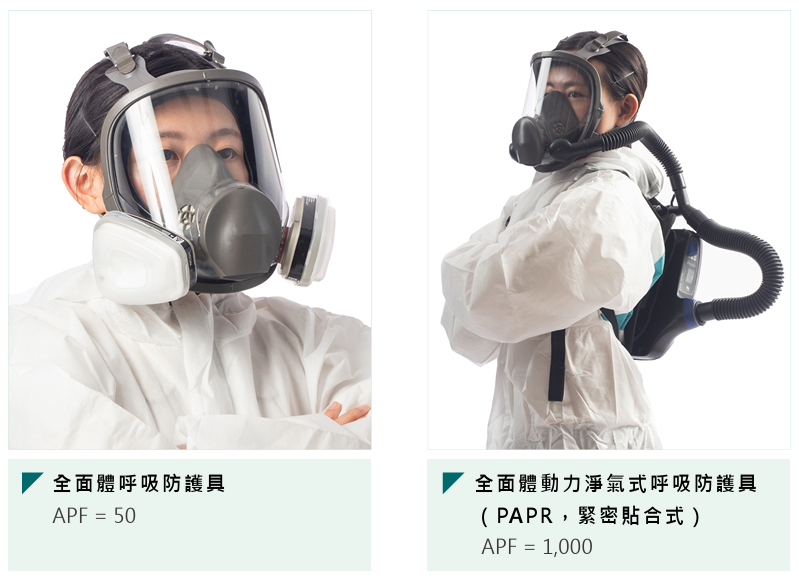 全面體呼吸防護具
APF = 50
全面體動力淨氣式呼吸防護具
(PAPR，緊密貼合式)
APF = 1,000